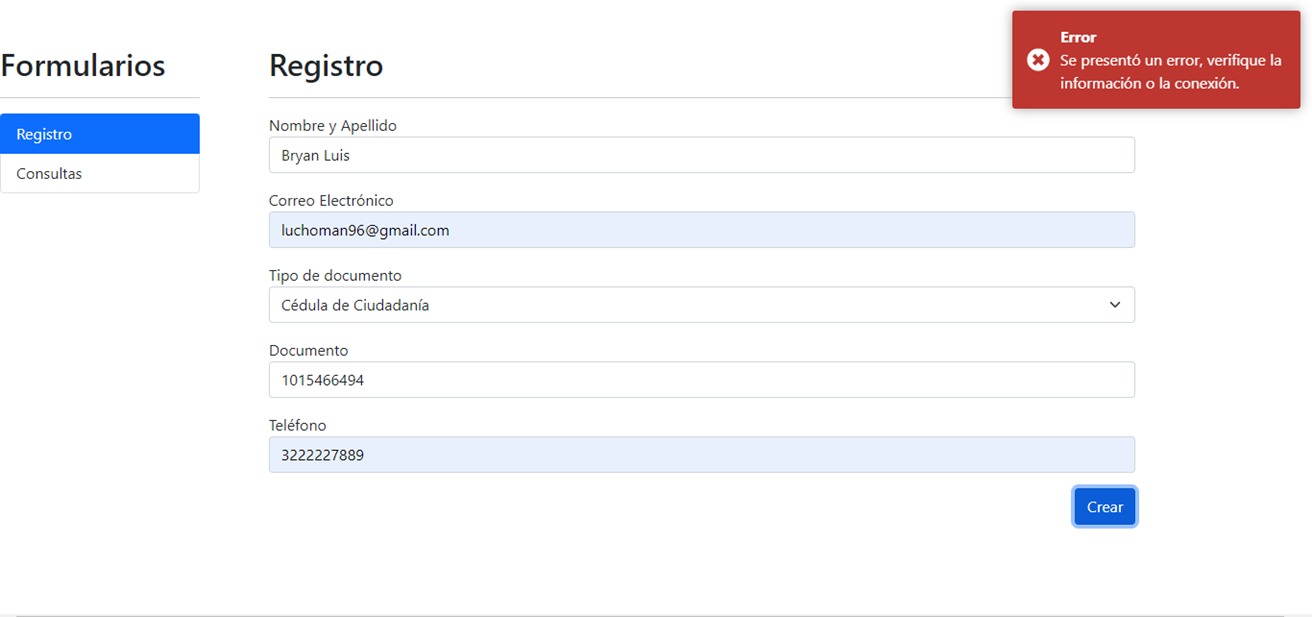 Formularios
Registro
Consultas
Registro
Nombre y Apellido
Bryan Luis
Correo Electrónico
luchoman96@gmail.com
Tipo de documento
Cédula de Ciudadanía
Documento
1015466494
Teléfono
3222227889
Crear
Error
Se presentó un error, verifique la
información o la conexión.